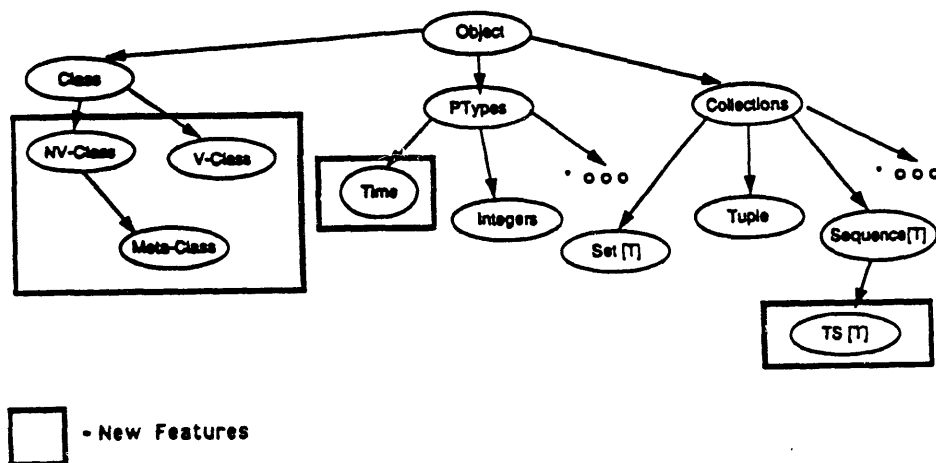 Object
Class
PTypes
Collections
NV-Class
V-Class
Time
Integers
Set [T]
Tuple
Sequence[T]
Meta-Class
TS [T]
- New Features